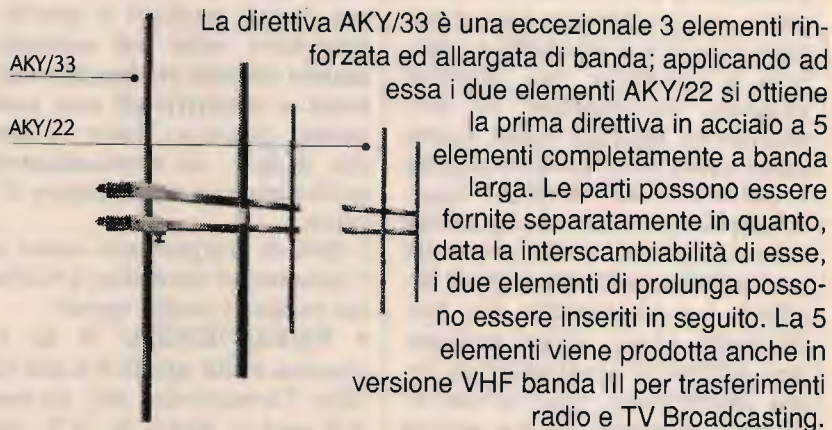 La direttiva AKY/33 è una eccezionale 3 elementi rin-
forzata ed allargata di banda; applicando ad
essa i due elementi AKY/22 si ottiene
la prima direttiva in acciaio a 5
elementi completamente a banda
larga. Le parti possono essere
fornite separatamente in quanto,
data la interscambiabilità di esse,
i due elementi di prolunga posso-
no essere inseriti in seguito. La 5
elementi viene prodotta anche in
versione VHF banda III per trasferimenti
radio e TV Broadcasting.
AKY/33
AKY/22